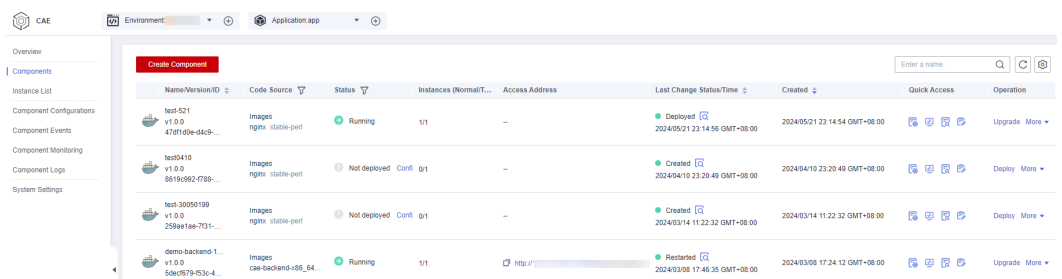 CAE
Environment:
Application:app
Overview
Components
Instance List
Component Configurations
Component Events
Component Monitoring
Component Logs
System Settings
Create Component
Enter a name.
Name/Version/ID
Code Source
Status
Instances (Normal/T...
Access Address
Last Change Status/Time
Created
Quick Access
Operation
test-521
v1.0.0
47df1d0e-d4c9-...
Images
nginx stable-perl
Running
1/1
--
Deployed
2024/05/21 23:14:56 GMT+08:00
2024/05/21 23:14:54 GMT+08:00
Upgrade More
test0410
v1.0.0
8619c992-f788-...
Images
nginx stable-perl
Not deployed Confi
0/1
--
Created
2024/04/10 23:20:49 GMT+08:00
2024/04/10 23:20:49 GMT+08:00
Deploy More
test-30050199
v1.0.0
259ae1ae-7f31-...
Images
nginx stable-perl
Not deployed Confi
0/1
--
Created
2024/03/14 11:22:32 GMT+08:00
2024/03/14 11:22:32 GMT+08:00
Deploy More
demo-backend-1...
v1.0.0
5decf679-f53c-4...
Images
cae-backend-x86_64...
Running
1/1
http://
Restarted
2024/03/08 17:46:35 GMT+08:00
2024/03/08 17:24:12 GMT+08:00
Upgrade More